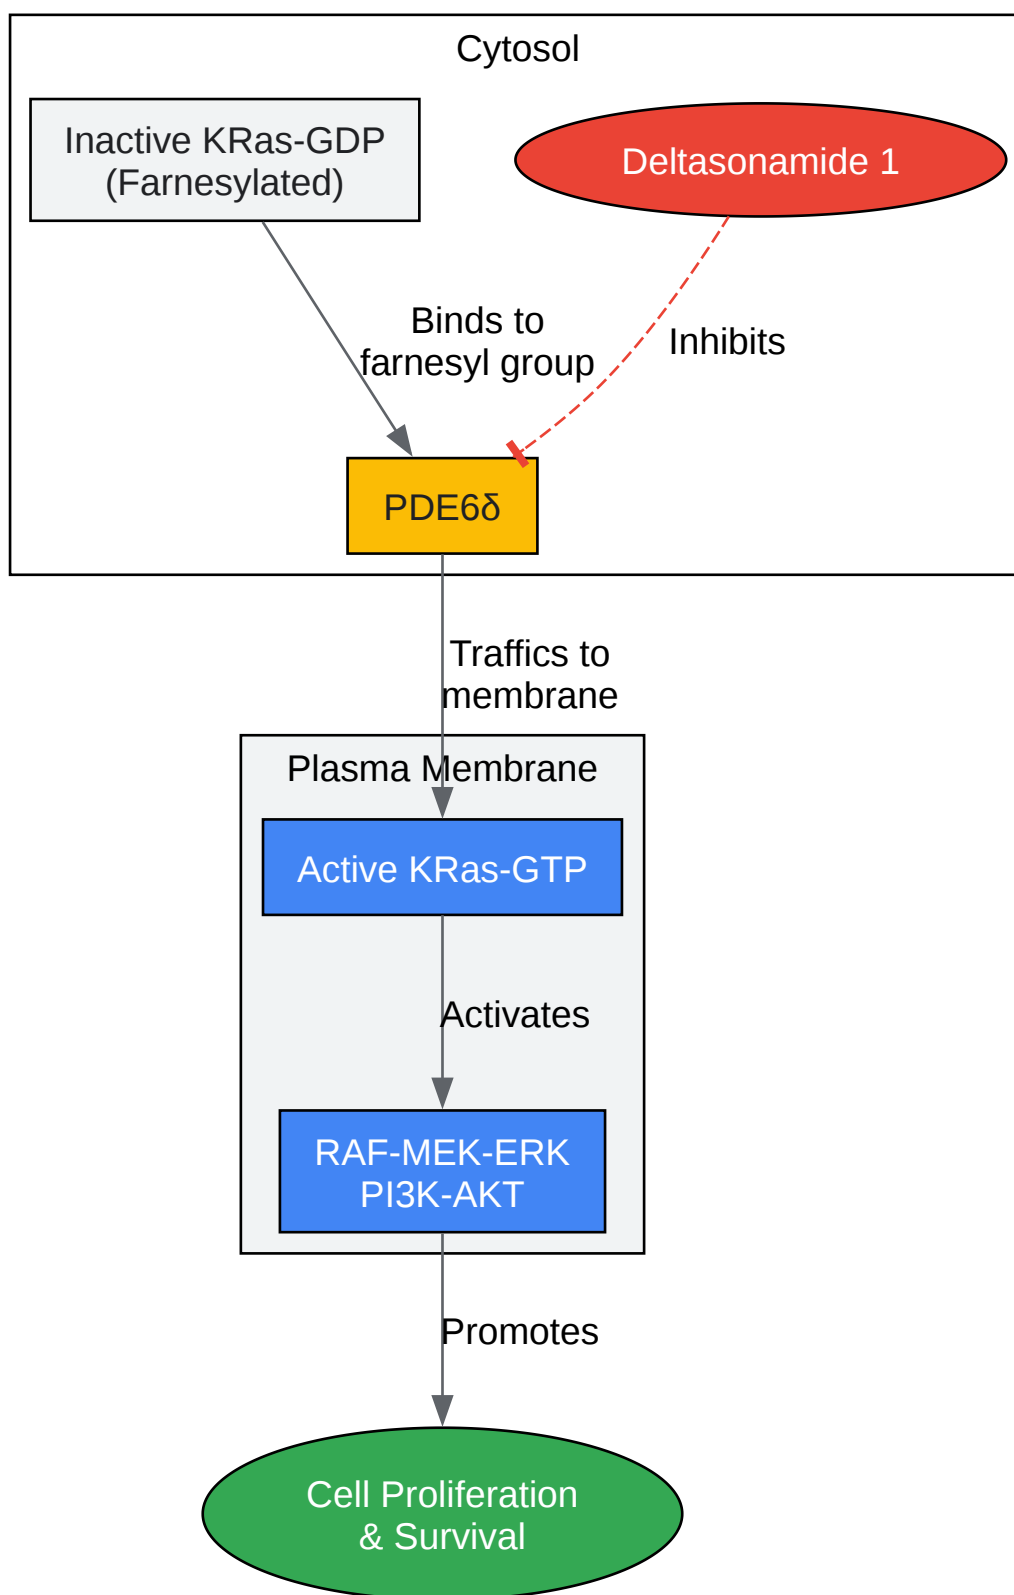 Cytosol
Inactive KRas-GDP
(Farnesylated)
Deltasonamide 1
Binds to
farnesyl group
Inhibits
PDE6δ
Traffics to
membrane
Plasma Membrane
Active KRas-GTP
Activates
RAF-MEK-ERK
PI3K-AKT
Promotes
Cell Proliferation
& Survival